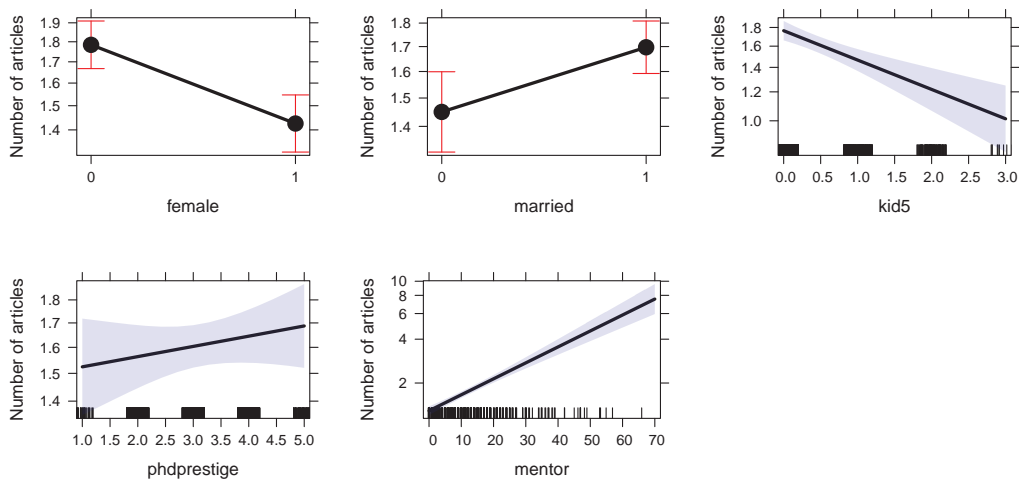 Number of articles
1.9
1.8
1.7
1.6
1.5
1.4
0 1
female
Number of articles
1.8
1.7
1.6
1.5
1.4
0 1
married
Number of articles
1.8
1.6
1.4
1.2
1.0
0.0 0.5 1.0 1.5 2.0 2.5 3.0
kid5
Number of articles
1.8
1.7
1.6
1.5
1.4
1.0 1.5 2.0 2.5 3.0 3.5 4.0 4.5 5.0
phdprestige
Number of articles
10
8
6
4
2
0 10 20 30 40 50 60 70
mentor